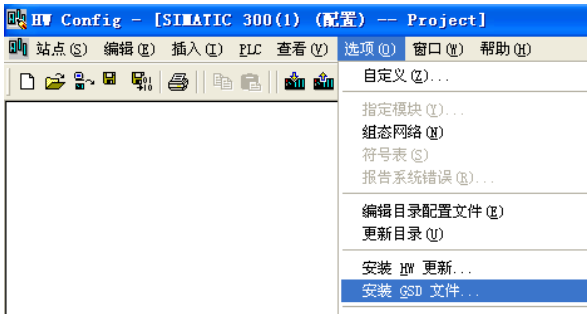 HW Config - [SIMATIC 300(1) (配置) -- Project]
站点(S) 编辑(E) 插入(I) PLC 查看(V) 选项(O) 窗口(W) 帮助(H)
自定义(Z)...
指定模块(Y)...
组态网络(N)
符号表(S)
报告系统错误(R)...
编辑目录配置文件(E)
更新目录(U)
安装 HW 更新...
安装 GSD 文件...